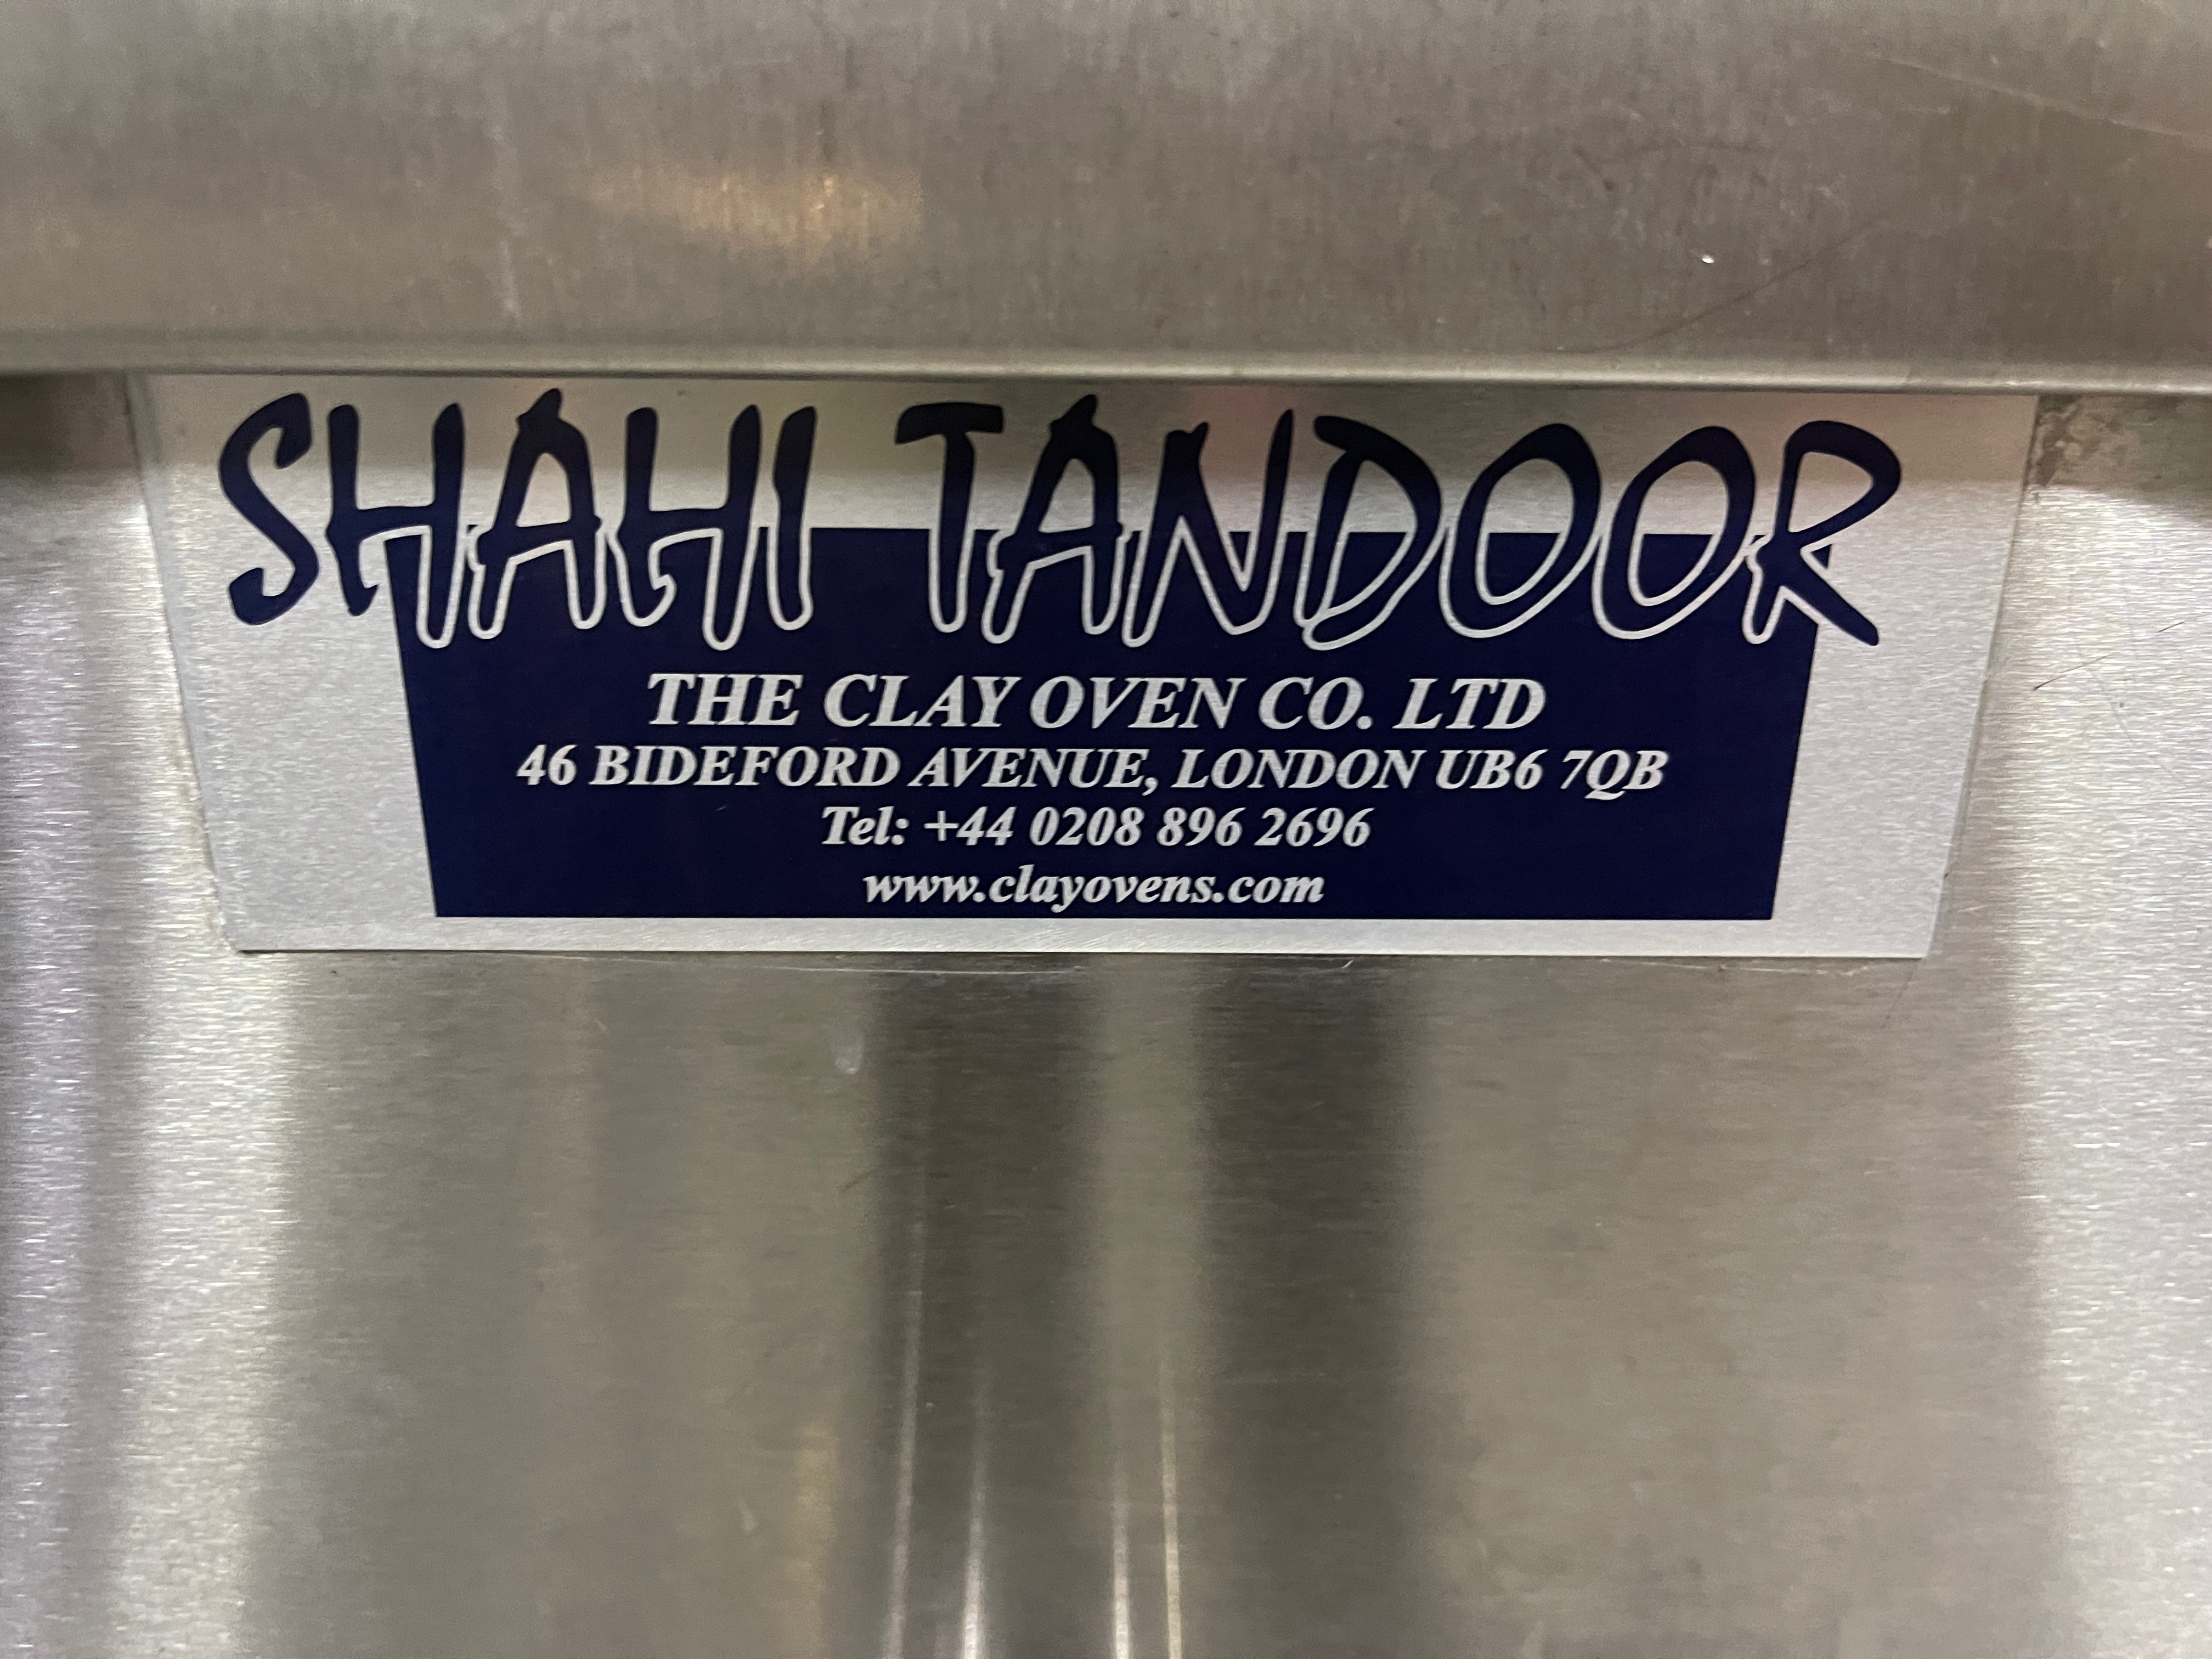 SHAHI TANDOOR
THE CLAY OVEN CO. LTD
46 BIDEFORD AVENUE, LONDON UB6 7QB
Tel: +44 0208 896 2696
www.clayovens.com